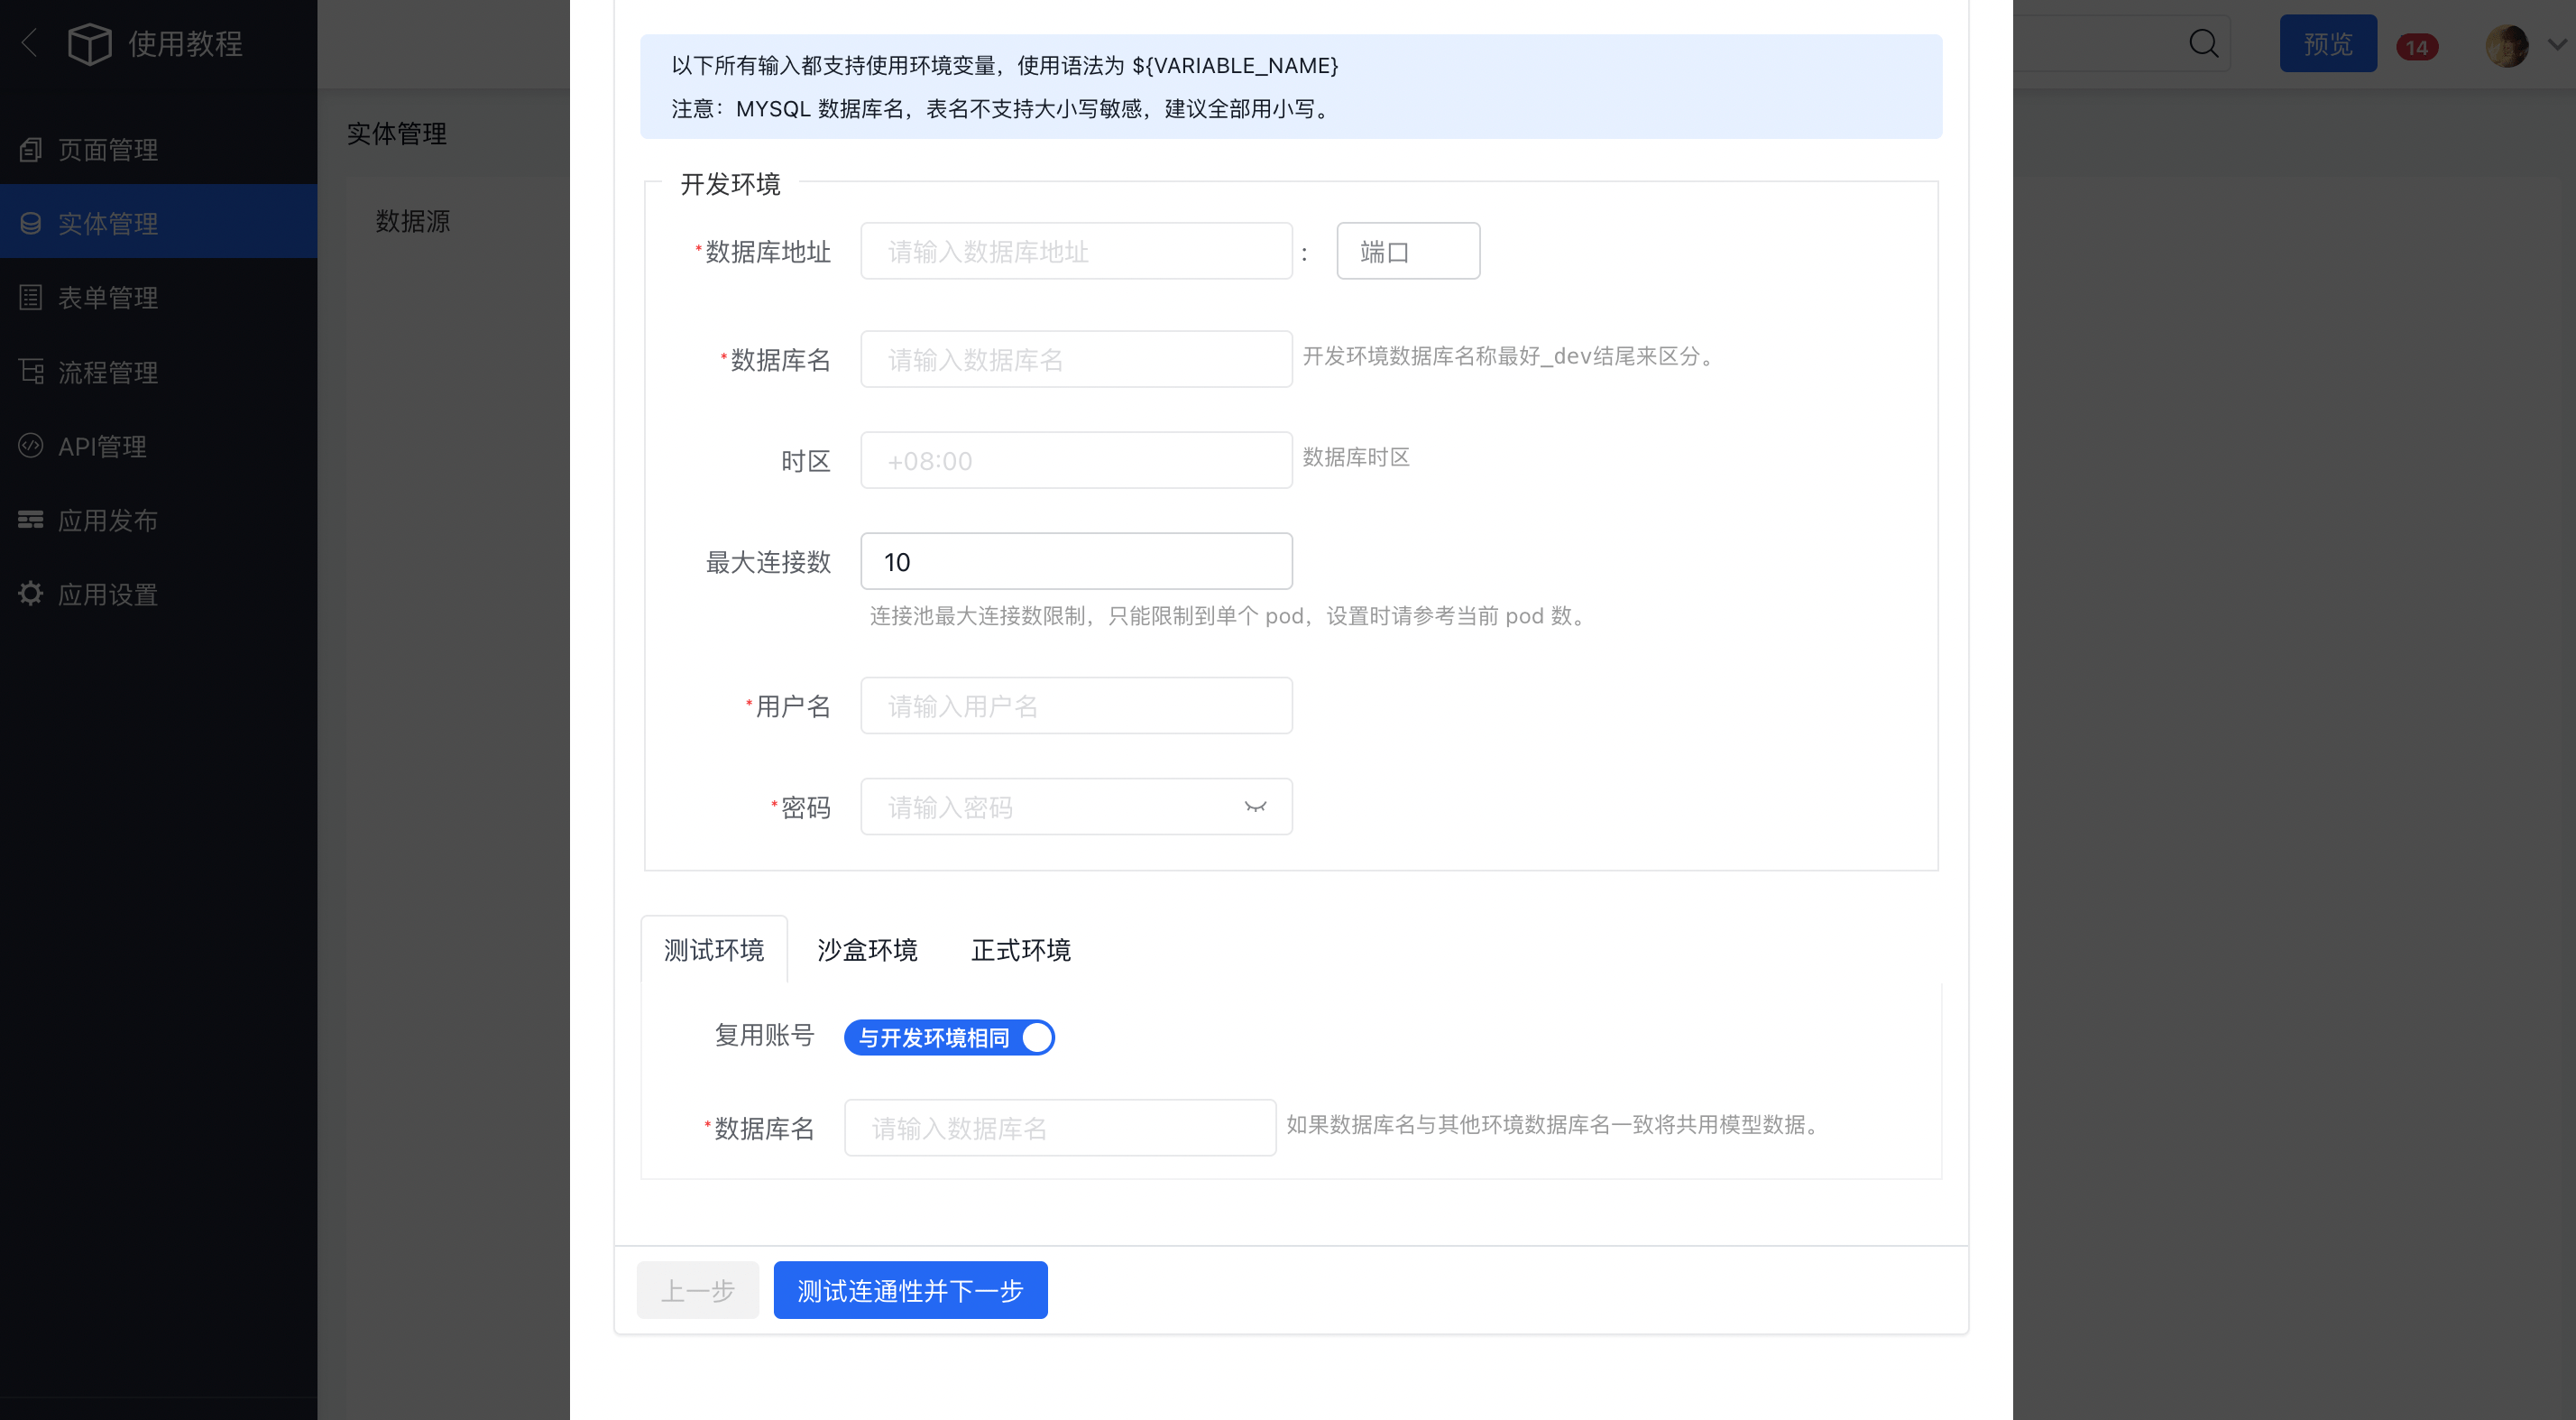 使用教程
预览
14
页面管理
实体管理
表单管理
流程管理
API管理
应用发布
应用设置
实体管理
数据源
以下所有输入都支持使用环境变量，使用语法为 ${VARIABLE_NAME}
注意：MYSQL 数据库名，表名不支持大小写敏感，建议全部用小写。
开发环境
*数据库地址 请输入数据库地址 : 端口
*数据库名 请输入数据库名 开发环境数据库名称最好_dev结尾来区分。
时区 +08:00 数据库时区
最大连接数 10
连接池最大连接数限制，只能限制到单个 pod，设置时请参考当前 pod 数。
*用户名 请输入用户名
*密码 请输入密码
测试环境 沙盒环境 正式环境
复用账号 与开发环境相同
*数据库名 请输入数据库名 如果数据库名与其他环境数据库名一致将共用模型数据。
上一步 测试连通性并下一步